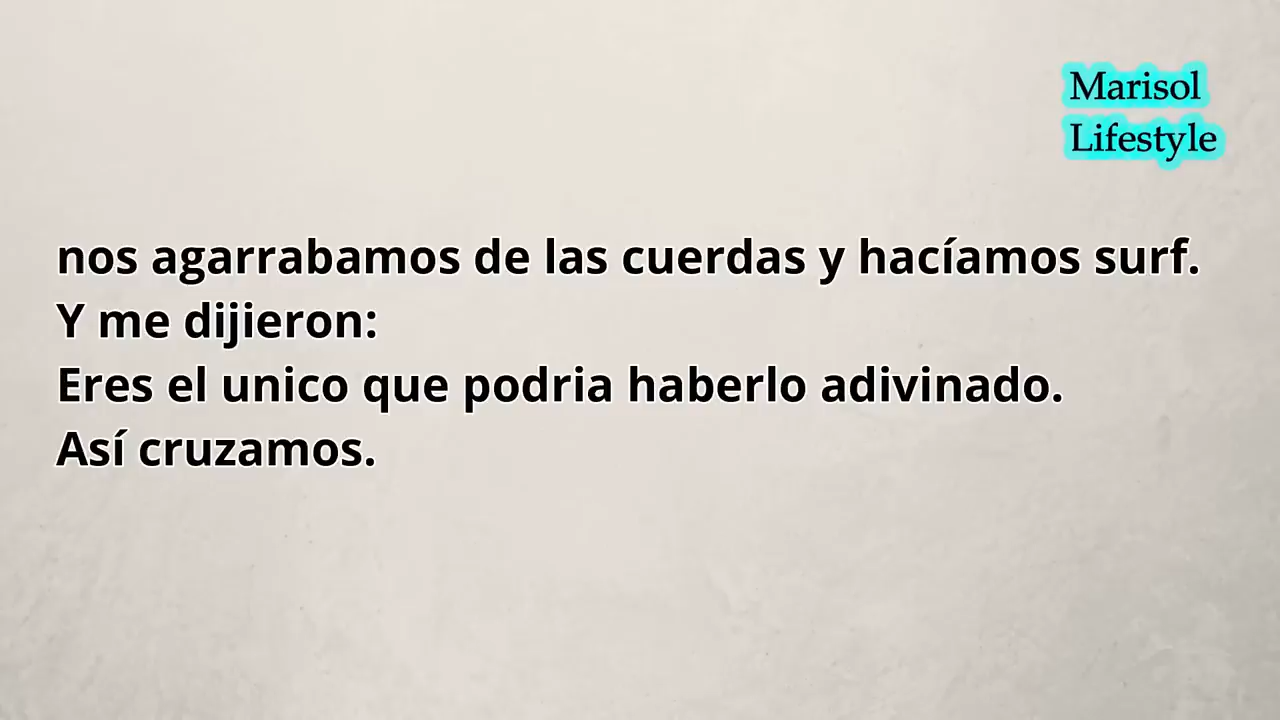 Marisol
Lifestyle
nos agarrabamos de las cuerdas y hacíamos surf.
Y me dijieron:
Eres el unico que podria haberlo adivinado.
Así cruzamos.